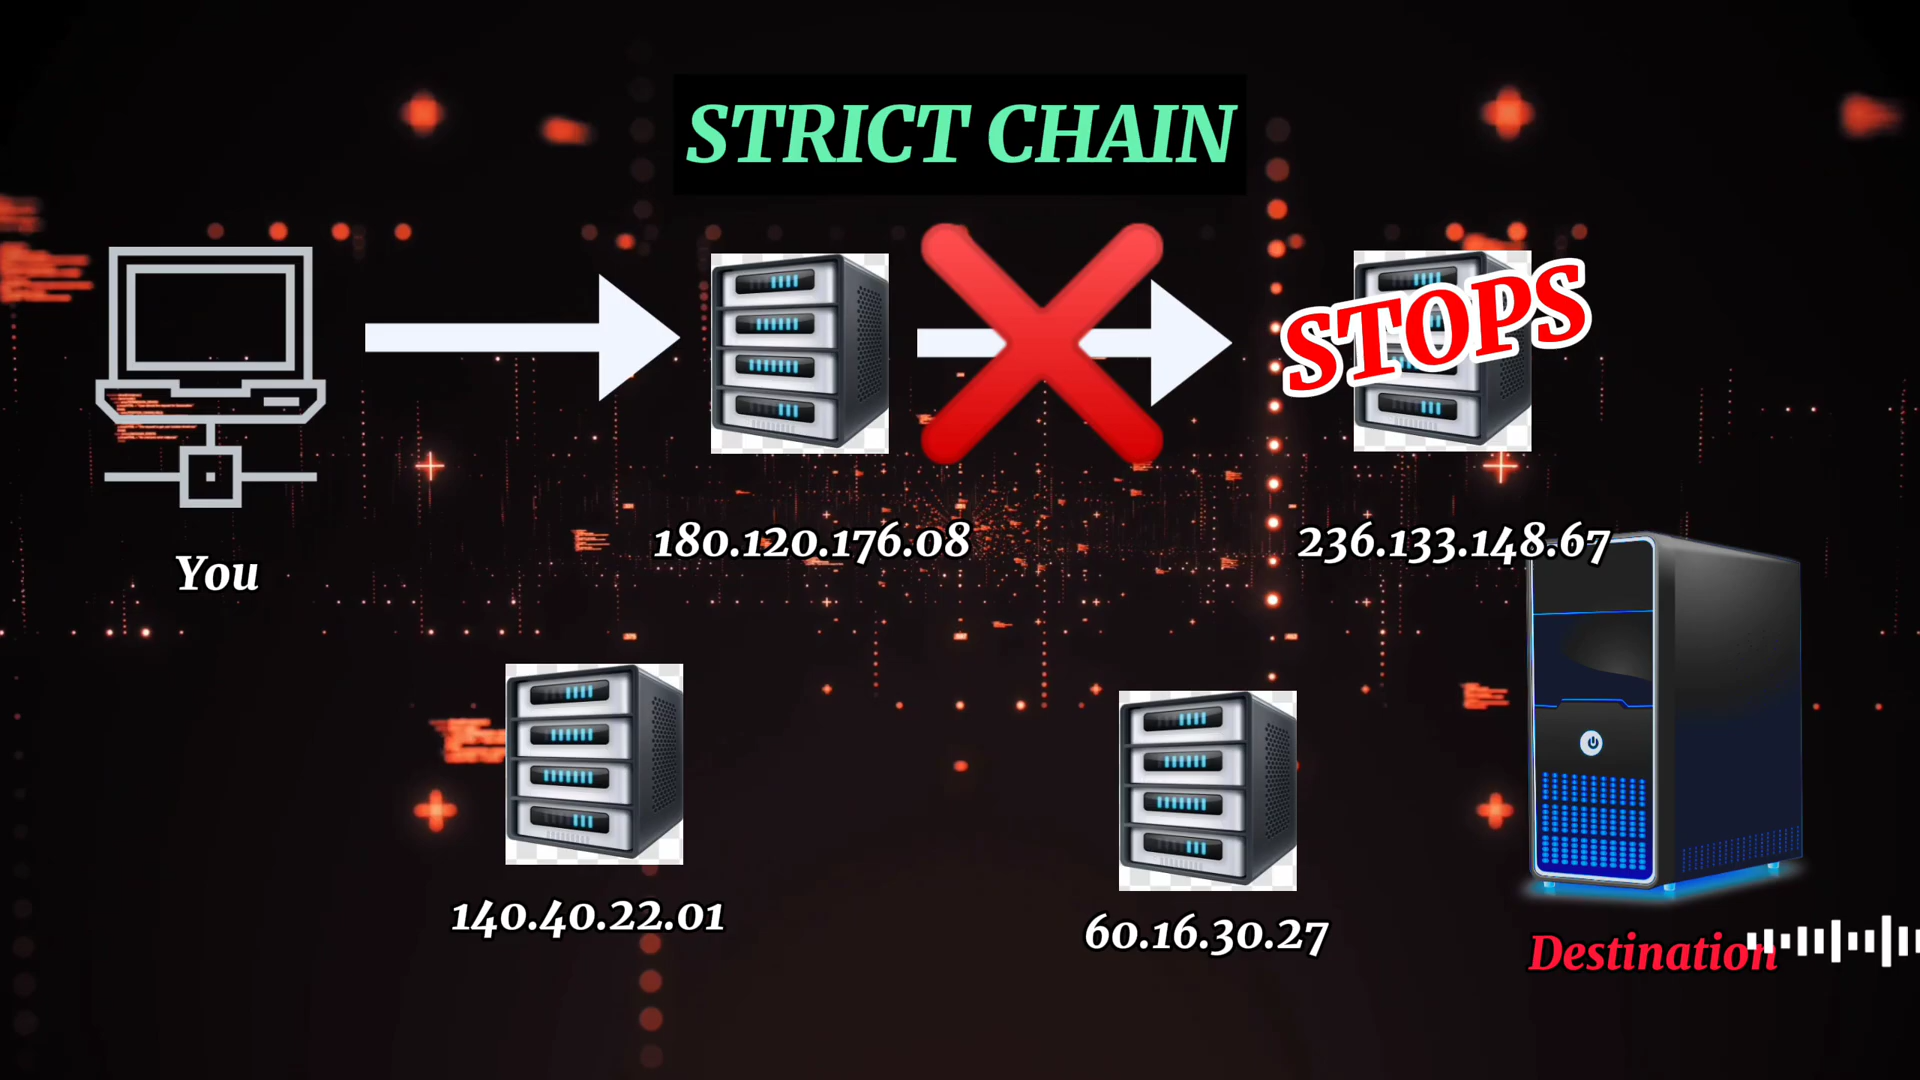 STRICT CHAIN
STOPS
180.120.176.08
236.133.148.67
You
140.40.22.01
60.16.30.27
Destination